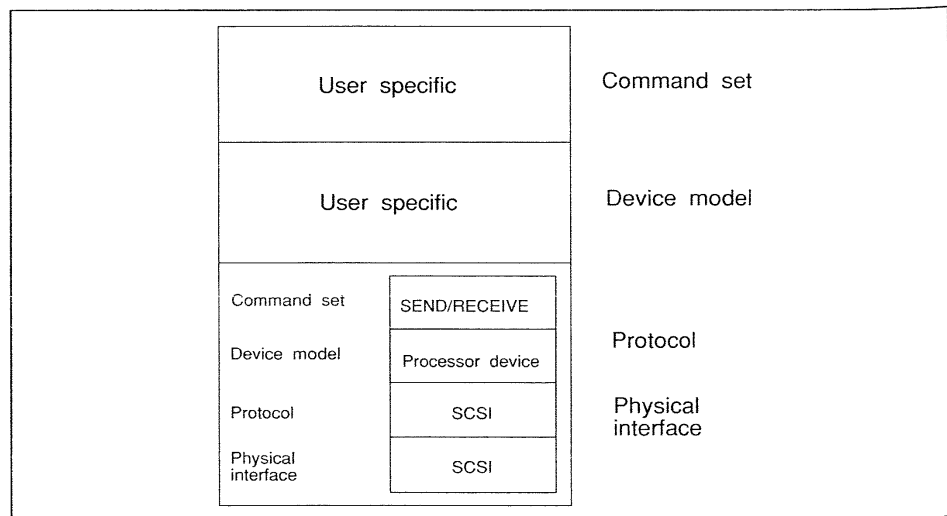 User specific
Command set
User specific
Device model
Command set
SEND/RECEIVE
Device model
Processor device
Protocol
Protocol
SCSI
Physical
interface
Physical
interface
SCSI